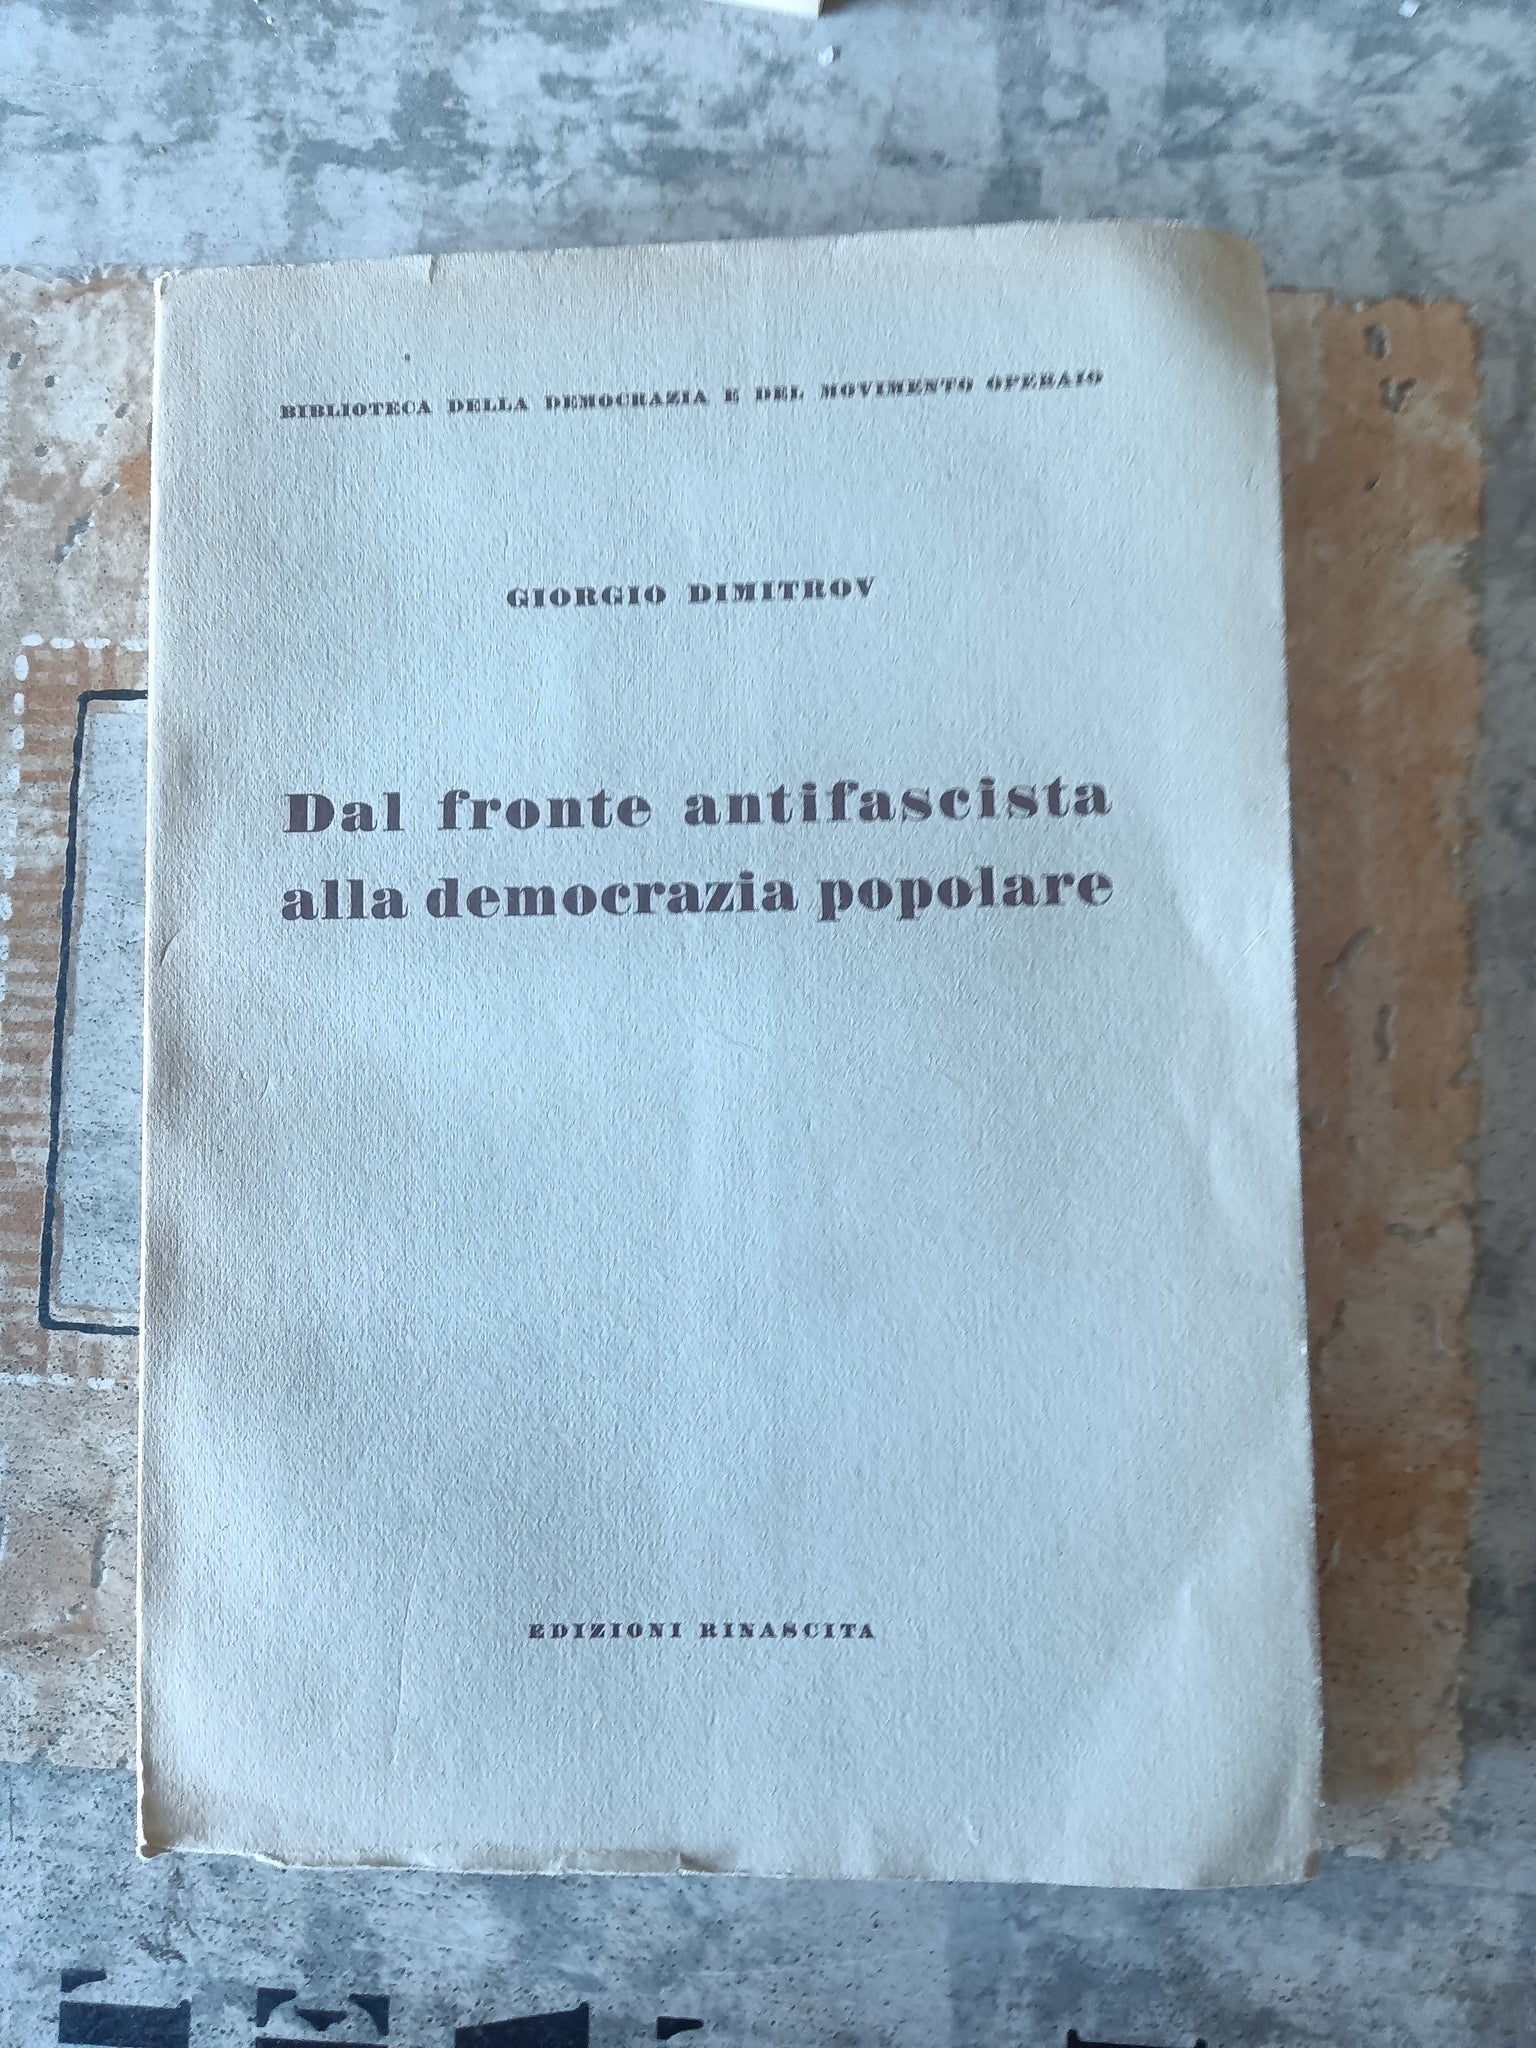 BIBLIOTECA DELLA DEMOCRAZIA E DEL MOVIMENTO OPERAIO
GIORGIO DIMITROV
Dal fronte antifascista
alla democrazia popolare
EDIZIONI RINASCITA